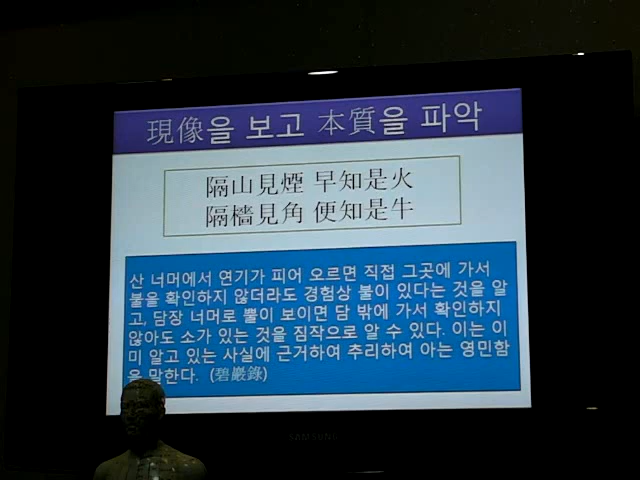 現像을 보고 本質을 파악
隔山見煙 早知是火
隔檣見角 便知是牛
산 너머에서 연기가 피어 오르면 직접 그곳에 가서
불을 확인하지 않더라도 경험상 불이 있다는 것을 알
고, 담장 너머로 뿔이 보이면 담 밖에 가서 확인하지
않아도 소가 있는 것을 짐작으로 알 수 있다. 이는 이
미 알고 있는 사실에 근거하여 추리하여 아는 영민함
을 말한다. (碧巖錄)
SAMSUNG